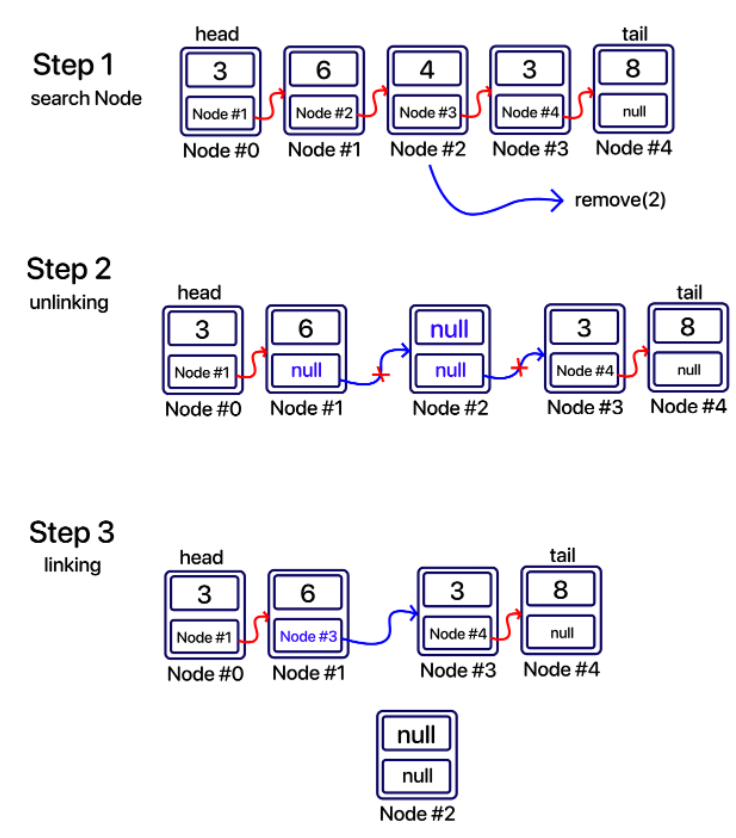 head
tail
Step 1
search Node
3 6 4 3 8
Node #1 Node #2 Node #3 Node #4 null
Node #0 Node #1 Node #2 Node #3 Node #4
remove(2)
Step 2
unlinking
head
tail
3 6 null 3 8
Node #1 null null Node #4 null
Node #0 Node #1 Node #2 Node #3 Node #4
Step 3
linking
head
tail
3 6 3 8
Node #1 Node #3 Node #4 null
Node #0 Node #1 Node #3 Node #4
null
null
Node #2